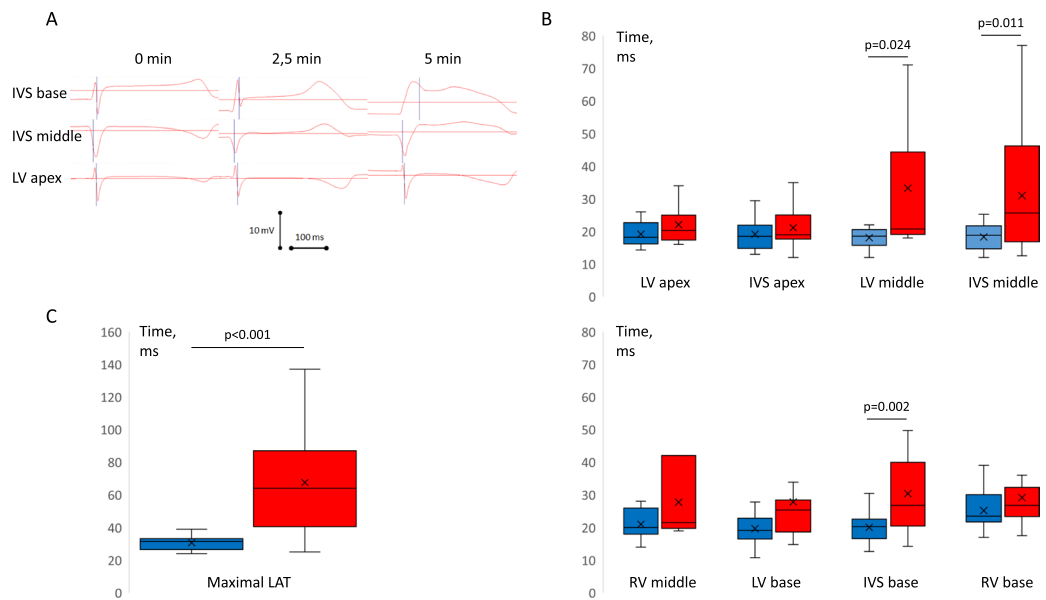 A
0 min 2,5 min 5 min
IVS base
IVS middle
LV apex
10 mV
100 ms
B
Time,
ms
80
70
60
50
40
30
20
10
0
p=0.024
p=0.011
LV apex IVS apex LV middle IVS middle
C
Time,
ms
160
140
120
100
80
60
40
20
0
p<0.001
Maximal LAT
Time,
ms
80
70
60
50
40
30
20
10
0
p=0.002
RV middle LV base IVS base RV base